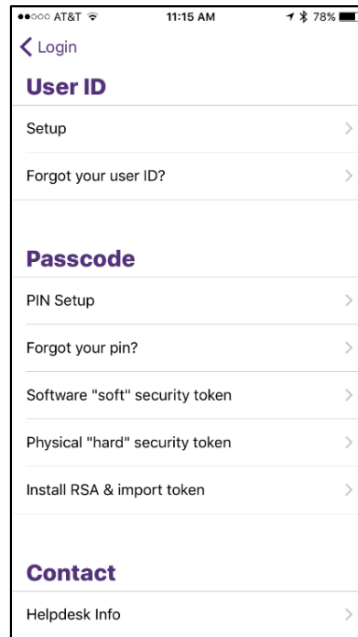 AT&T 11:15 AM 78%
Login
User ID
Setup
Forgot your user ID?
Passcode
PIN Setup
Forgot your pin?
Software "soft" security token
Physical "hard" security token
Install RSA & import token
Contact
Helpdesk Info